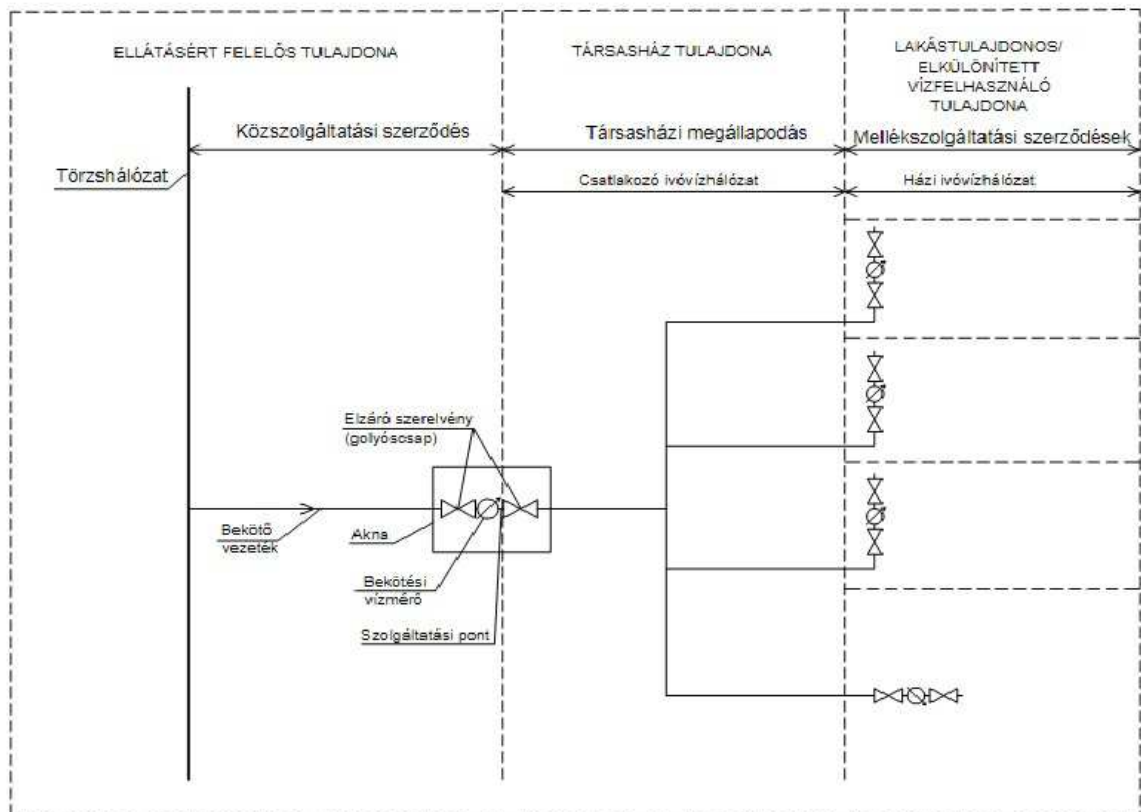 ELLÁTÁSÉRT FELELŐS TULAJDONA
TÁRSASHÁZ TULAJDONA
LAKÁSTULAJDONOS/
ELKÜLÖNÍTETT
VÍZFELHASZNÁLÓ
TULAJDONA
Közszolgáltatási szerződés
Társasházi megállapodás
Mellékszolgáltatási szerződések
Törzshálózat
Csatlakozó ivóvízhálózat
Házi ivóvízhálózat
Elzáró szerelvény
(golyóscsap)
Bekötő
vezeték
Akna
Bekötési
vízmérő
Szolgáltatási pont